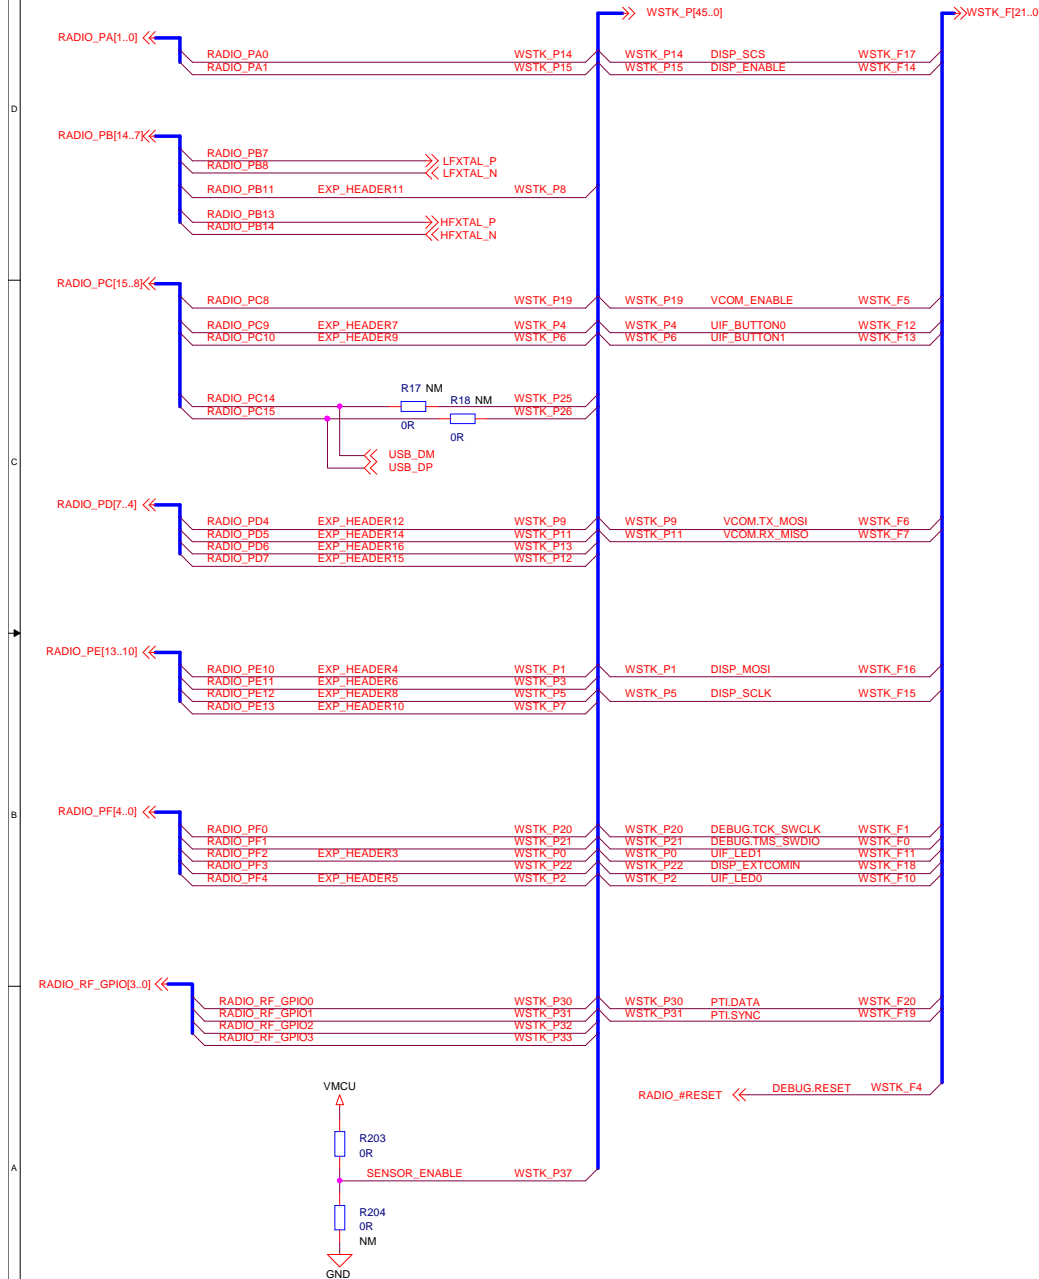 WSTK_P[45..0] WSTK_F[21..0
RADIO_PA[1..0]
RADIO_PA0 WSTK_P14 WSTK_P14 DISP_SCS WSTK_F17
RADIO_PA1 WSTK_P15 WSTK_P15 DISP_ENABLE WSTK_F14
D
RADIO_PB[14..7]
RADIO_PB7 LFXTAL_P
RADIO_PB8 LFXTAL_N
RADIO_PB11 EXP_HEADER11 WSTK_P8
RADIO_PB13 HFXTAL_P
RADIO_PB14 HFXTAL_N
RADIO_PC[15..8]
RADIO_PC8 WSTK_P19 WSTK_P19 VCOM_ENABLE WSTK_F5
RADIO_PC9 EXP_HEADER7 WSTK_P4 WSTK_P4 UIF_BUTTON0 WSTK_F12
RADIO_PC10 EXP_HEADER9 WSTK_P6 WSTK_P6 UIF_BUTTON1 WSTK_F13
R17 NM
RADIO_PC14 R18 NM WSTK_P25
RADIO_PC15 WSTK_P26
0R
0R
USB_DM
C
USB_DP
RADIO_PD[7..4]
RADIO_PD4 EXP_HEADER12 WSTK_P9 WSTK_P9 VCOM.TX_MOSI WSTK_F6
RADIO_PD5 EXP_HEADER14 WSTK_P11 WSTK_P11 VCOM.RX_MISO WSTK_F7
RADIO_PD6 EXP_HEADER16 WSTK_P13
RADIO_PD7 EXP_HEADER15 WSTK_P12
RADIO_PE[13..10]
RADIO_PE10 EXP_HEADER4 WSTK_P1 WSTK_P1 DISP_MOSI WSTK_F16
RADIO_PE11 EXP_HEADER6 WSTK_P3
RADIO_PE12 EXP_HEADER8 WSTK_P5 WSTK_P5 DISP_SCLK WSTK_F15
RADIO_PE13 EXP_HEADER10 WSTK_P7
RADIO_PF[4..0]
B
RADIO_PF0 WSTK_P20 WSTK_P20 DEBUG.TCK_SWCLK WSTK_F1
RADIO_PF1 WSTK_P21 WSTK_P21 DEBUG.TMS_SWDIO WSTK_F0
RADIO_PF2 EXP_HEADER3 WSTK_P0 WSTK_P0 UIF_LED1 WSTK_F11
RADIO_PF3 WSTK_P22 WSTK_P22 DISP_EXTCOMIN WSTK_F18
RADIO_PF4 EXP_HEADER5 WSTK_P2 WSTK_P2 UIF_LED0 WSTK_F10
RADIO_RF_GPIO[3..0]
RADIO_RF_GPIO0 WSTK_P30 WSTK_P30 PTI.DATA WSTK_F20
RADIO_RF_GPIO1 WSTK_P31 WSTK_P31 PTI.SYNC WSTK_F19
RADIO_RF_GPIO2 WSTK_P32
RADIO_RF_GPIO3 WSTK_P33
VMCU
RADIO_#RESET DEBUG.RESET WSTK_F4
R203
0R
A
SENSOR_ENABLE WSTK_P37
R204
0R
NM
GND